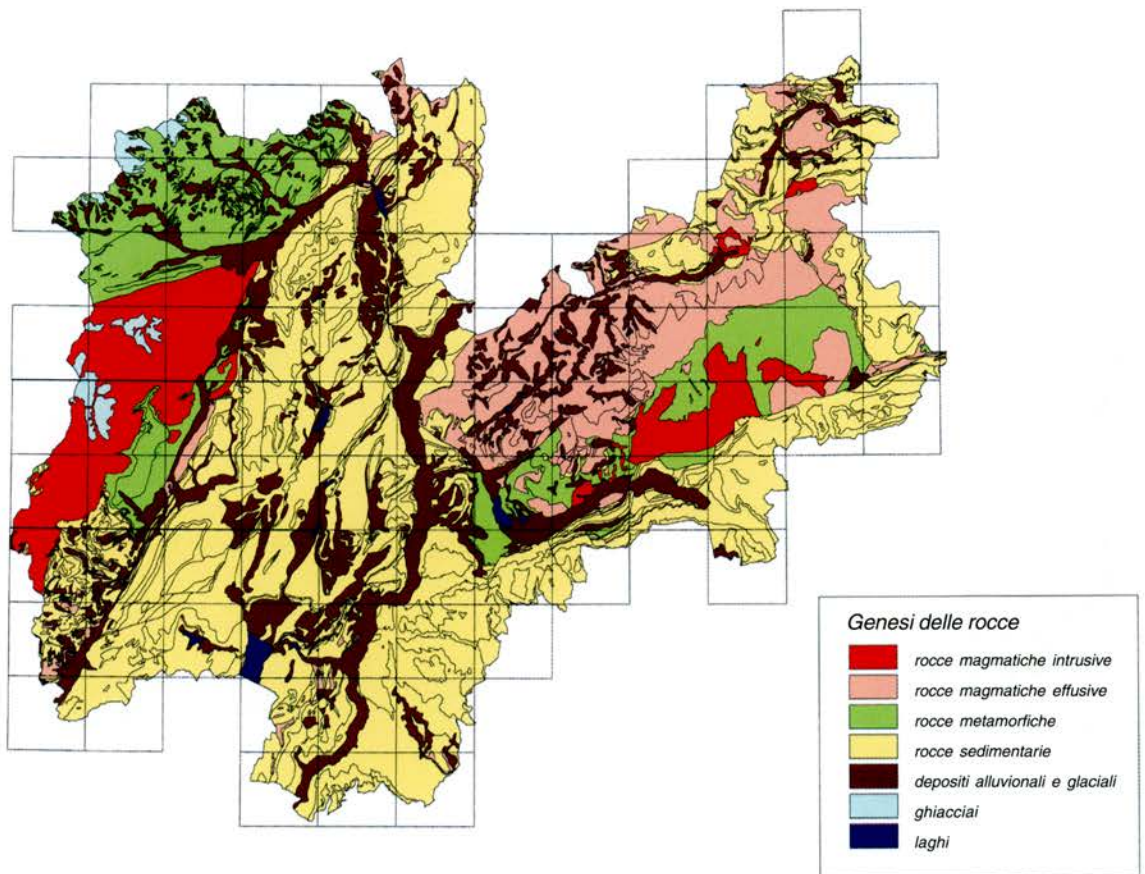 Genesi delle rocce
rocce magmatiche intrusive
rocce magmatiche effusive
rocce metamorfiche
rocce sedimentarie
depositi alluvionali e glaciali
ghiacciai
laghi